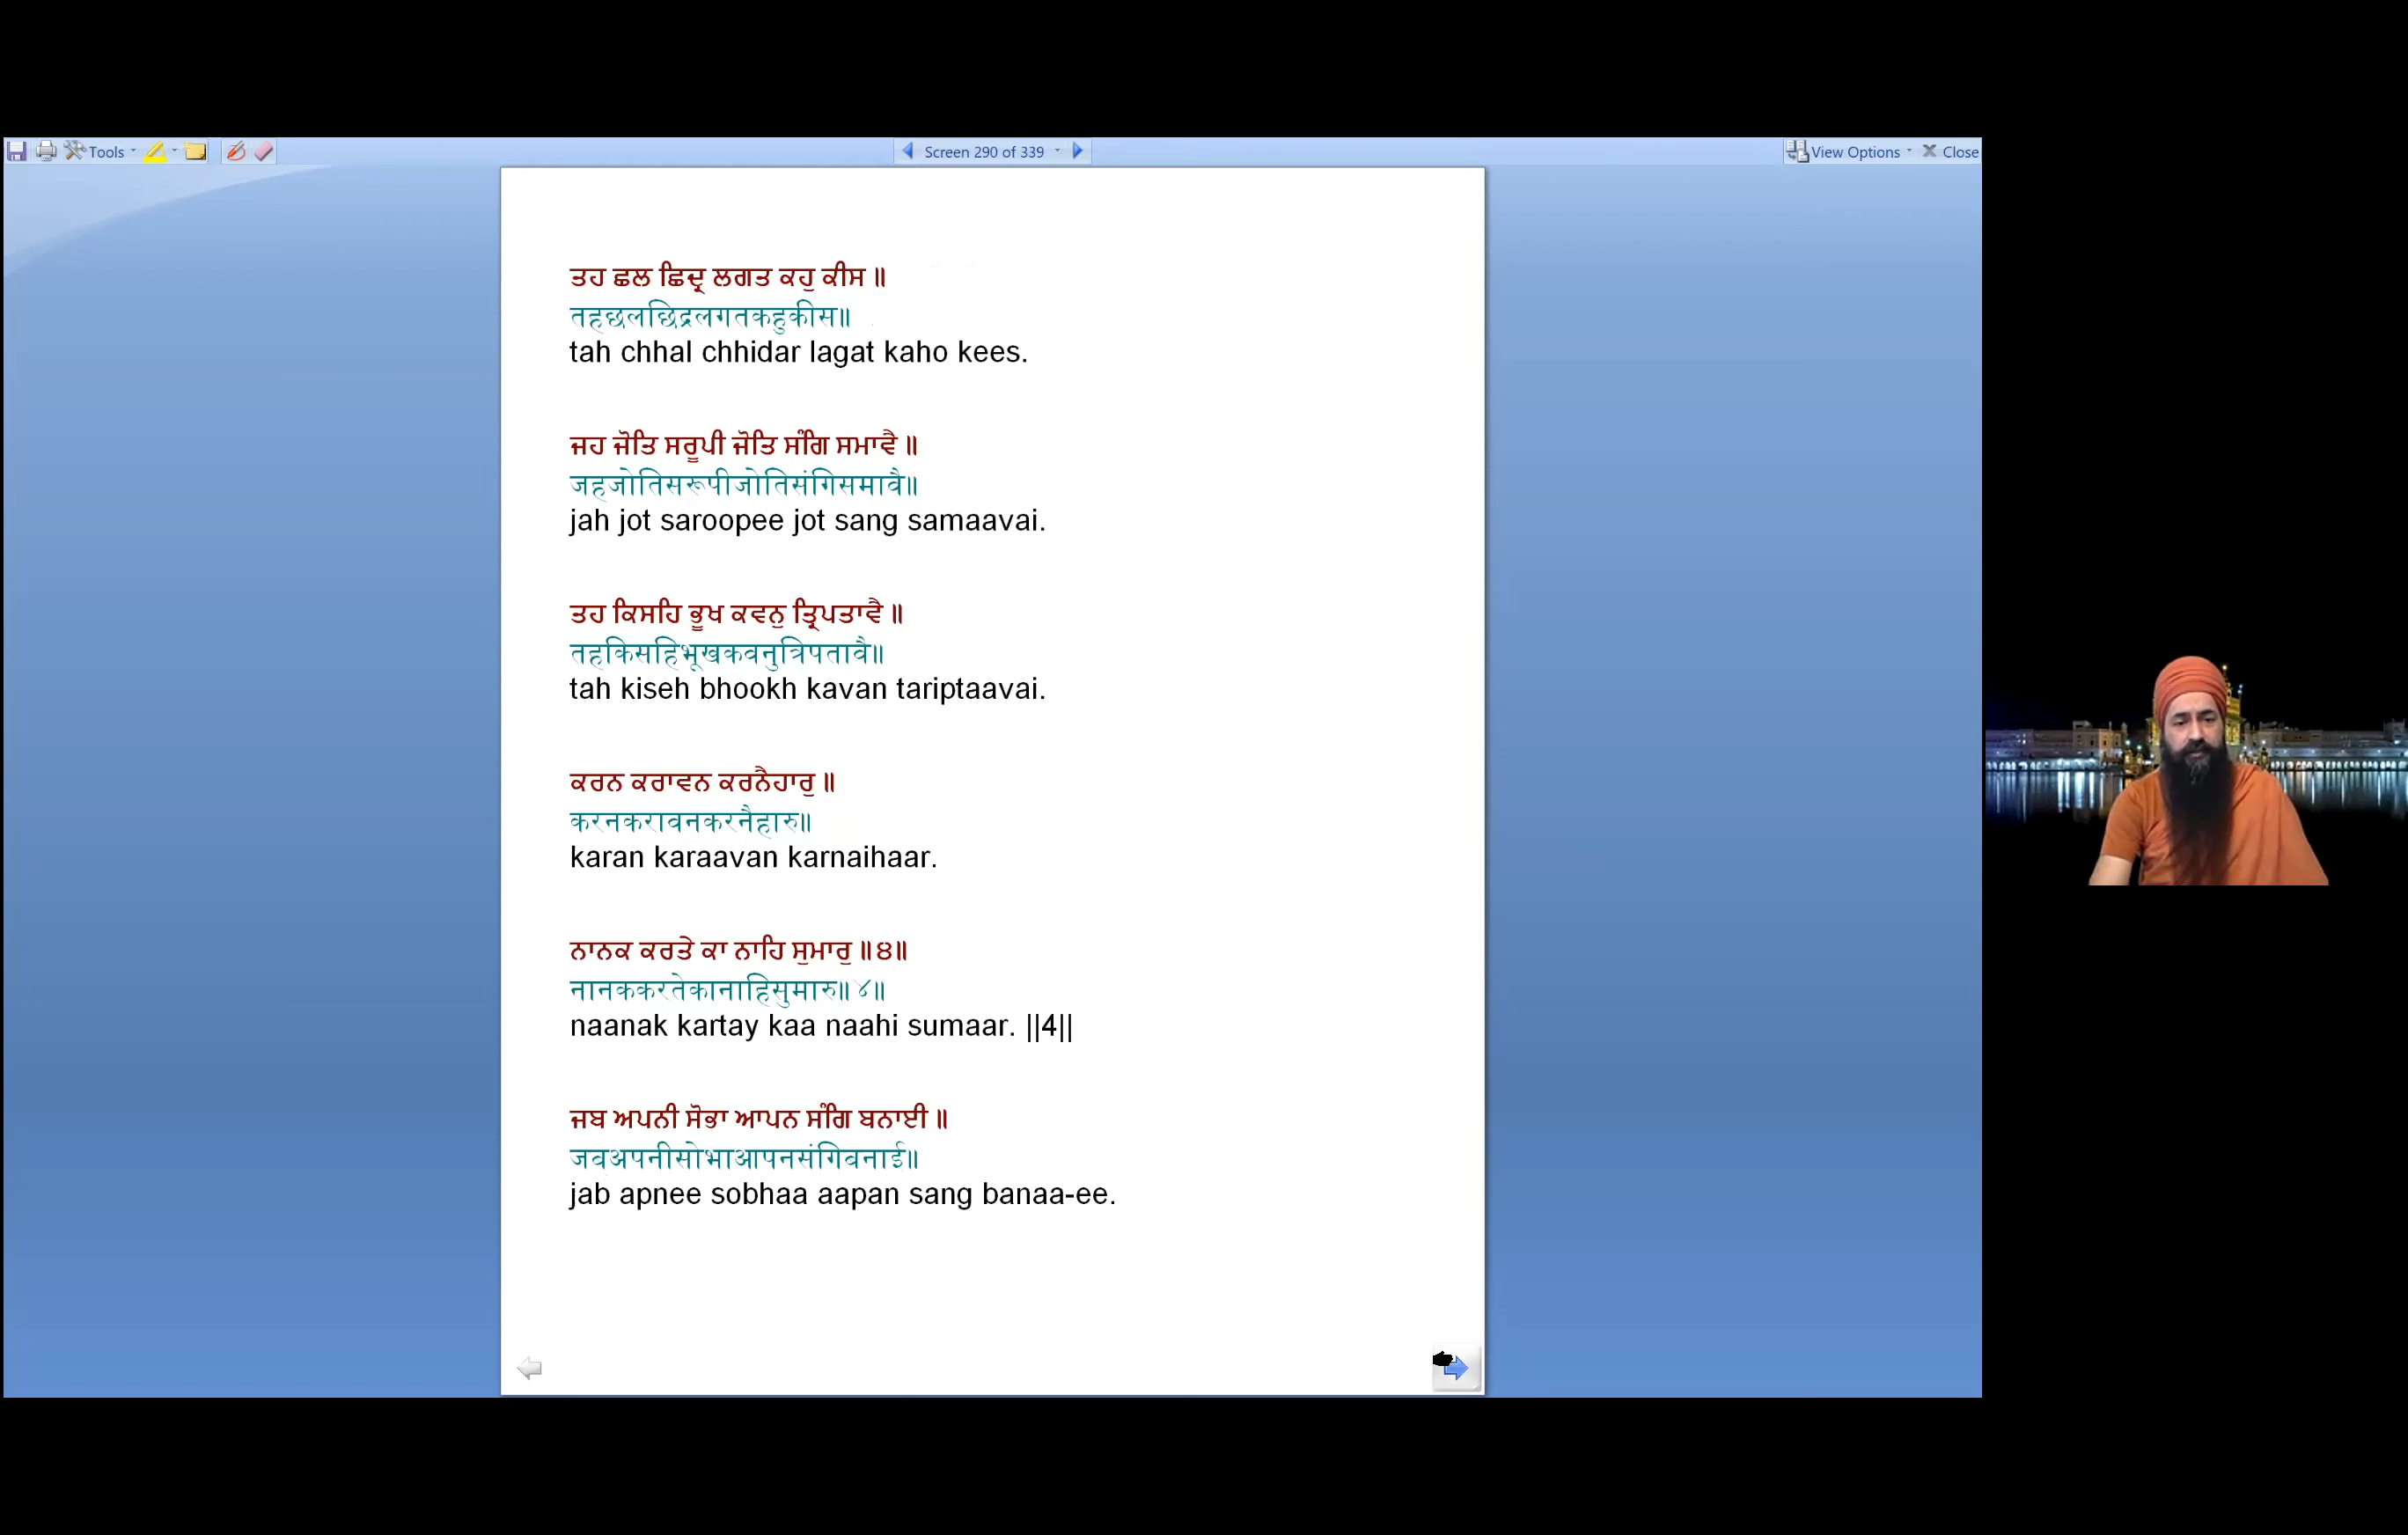 Tools
Screen 290 of 339
View Options
Close
ਤਹ ਛਲ ਛਿਦ੍ਰ ਲਗਤ ਕਹੁ ਕੀਸ ॥
तहछलछिद्रलगतकहुकीस॥
tah chhal chhidar lagat kaho kees.
ਜਹ ਜੋਤਿ ਸਰੂਪੀ ਜੋਤਿ ਸੰਗਿ ਸਮਾਵੈ ॥
जहजोतिसरूपीजोतिसंगिसमावै॥
jah jot saroopee jot sang samaavai.
ਤਹ ਕਿਸਹਿ ਭੂਖ ਕਵਨੁ ਤ੍ਰਿਪਤਾਵੈ ॥
तहकिसहिभूखकवनुत्रिपतावै॥
tah kiseh bhookh kavan tariptaavai.
ਕਰਨ ਕਰਾਵਨ ਕਰਨੈਹਾਰੁ ॥
करनकरावनकरनैहारु॥
karan karaavan karnaihaar.
ਨਾਨਕ ਕਰਤੇ ਕਾ ਨਾਹਿ ਸੁਮਾਰੁ ॥੪॥
नानककरतेकानाहिसुमारु॥४॥
naanak kartay kaa naahi sumaar. ||4||
ਜਬ ਅਪਨੀ ਸੋਭਾ ਆਪਨ ਸੰਗਿ ਬਨਾਈ ॥
जबअपनीसोभाआपनसंगिबनाई॥
jab apnee sobhaa aapan sang banaa-ee.